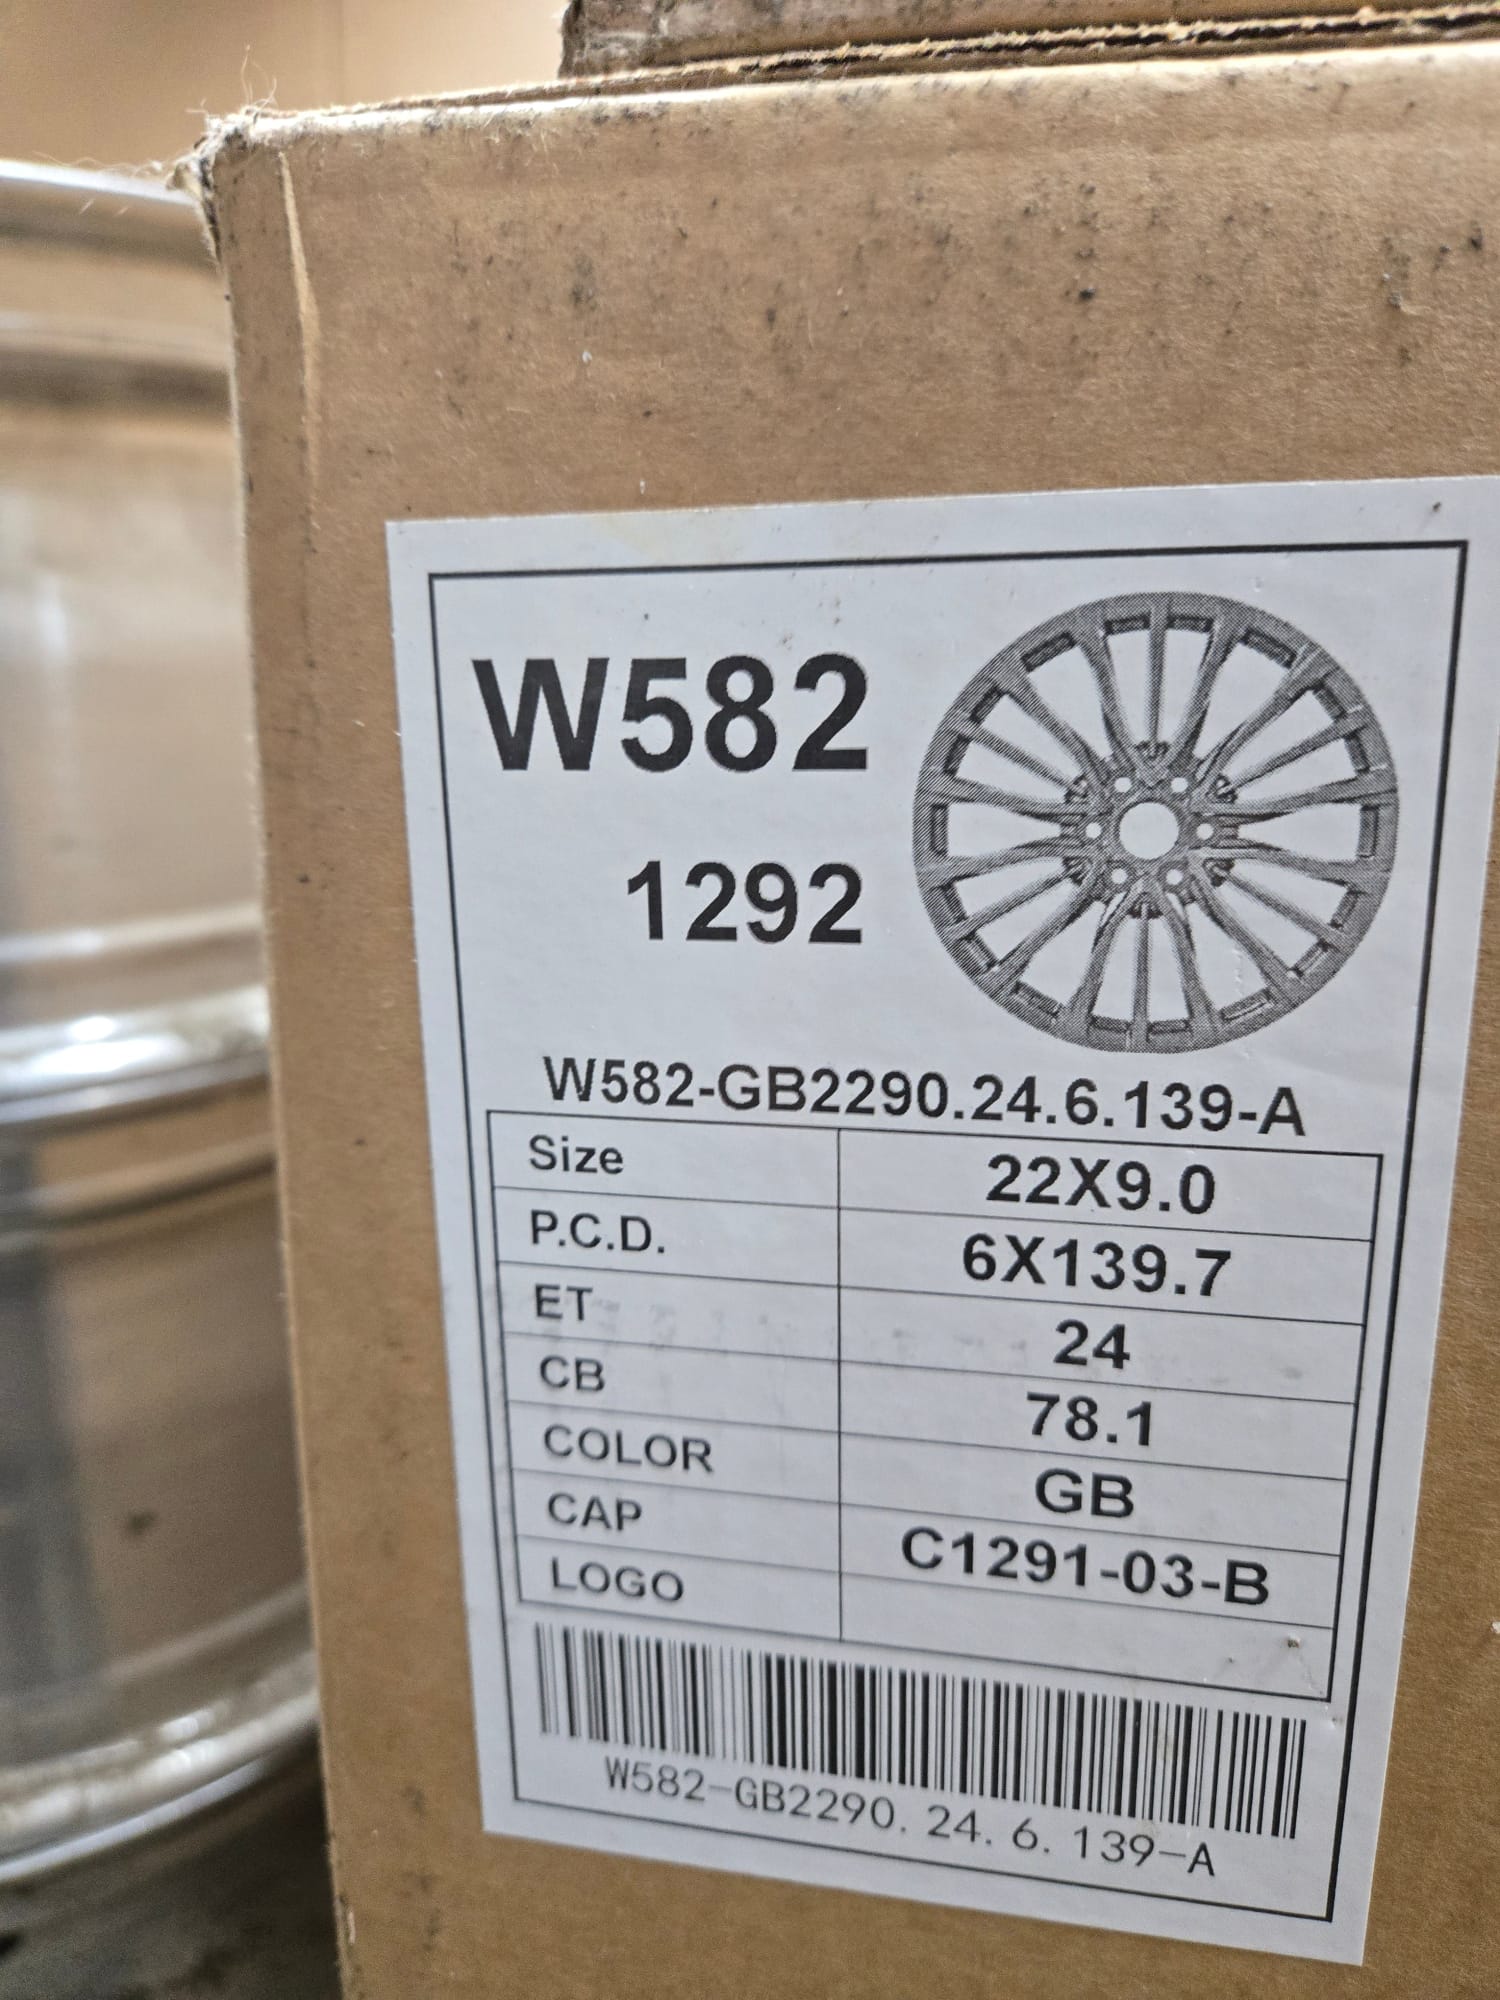 W582
1292
W582-GB2290.24.6.139-A
Size 22X9.0
P.C.D. 6X139.7
ET 24
CB 78.1
COLOR GB
CAP C1291-03-B
LOGO
W582-GB2290.24.6.139-A